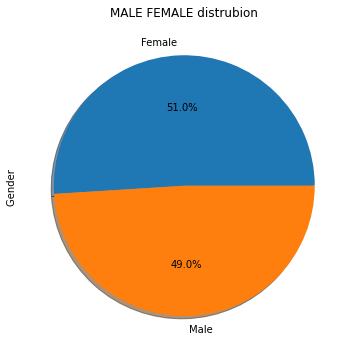 MALE FEMALE distrubion
Female
51.0%
Gender
49.0%
Male